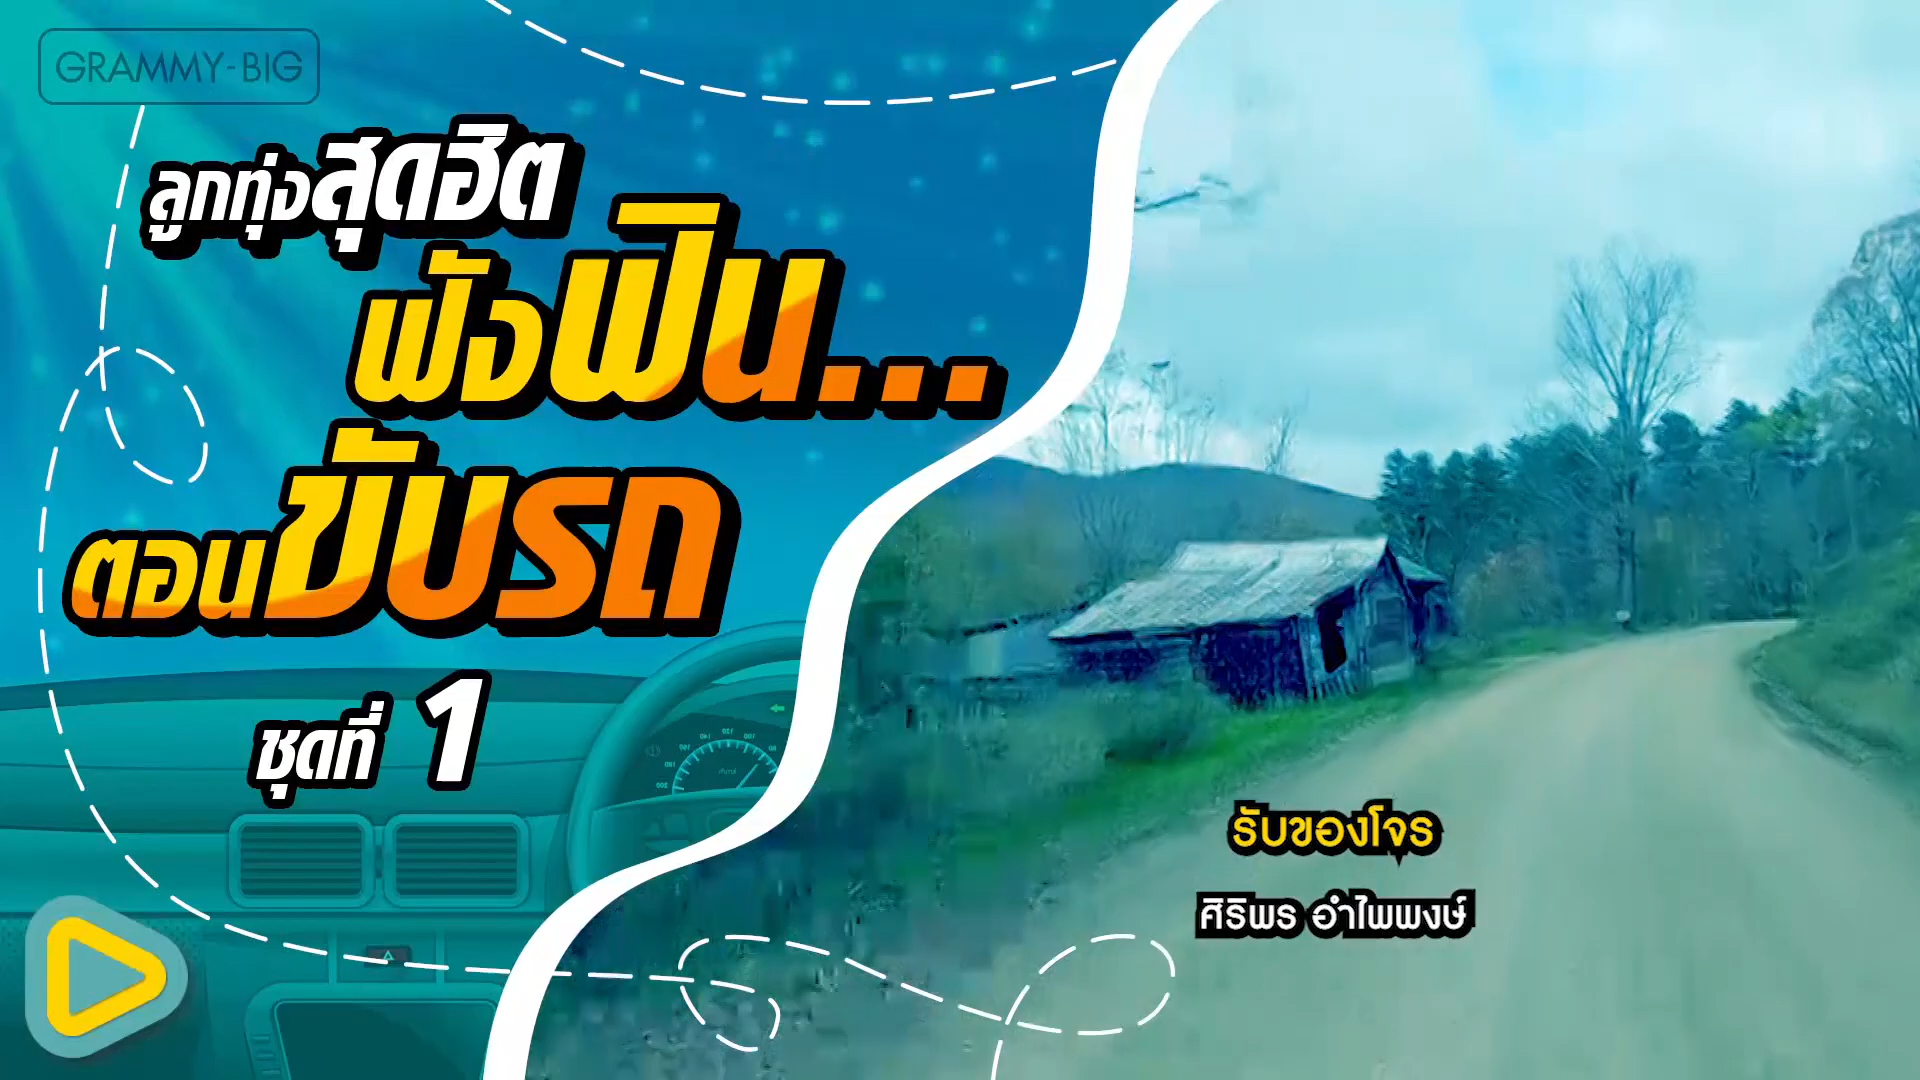 GRAMMY-BIG
ลูกทุ่งสุดฮิต
ฟังฟิน...
ตอนขับรถ
ชุดที่ 1
รับของโจร
ศิริพร อำไพพงษ์